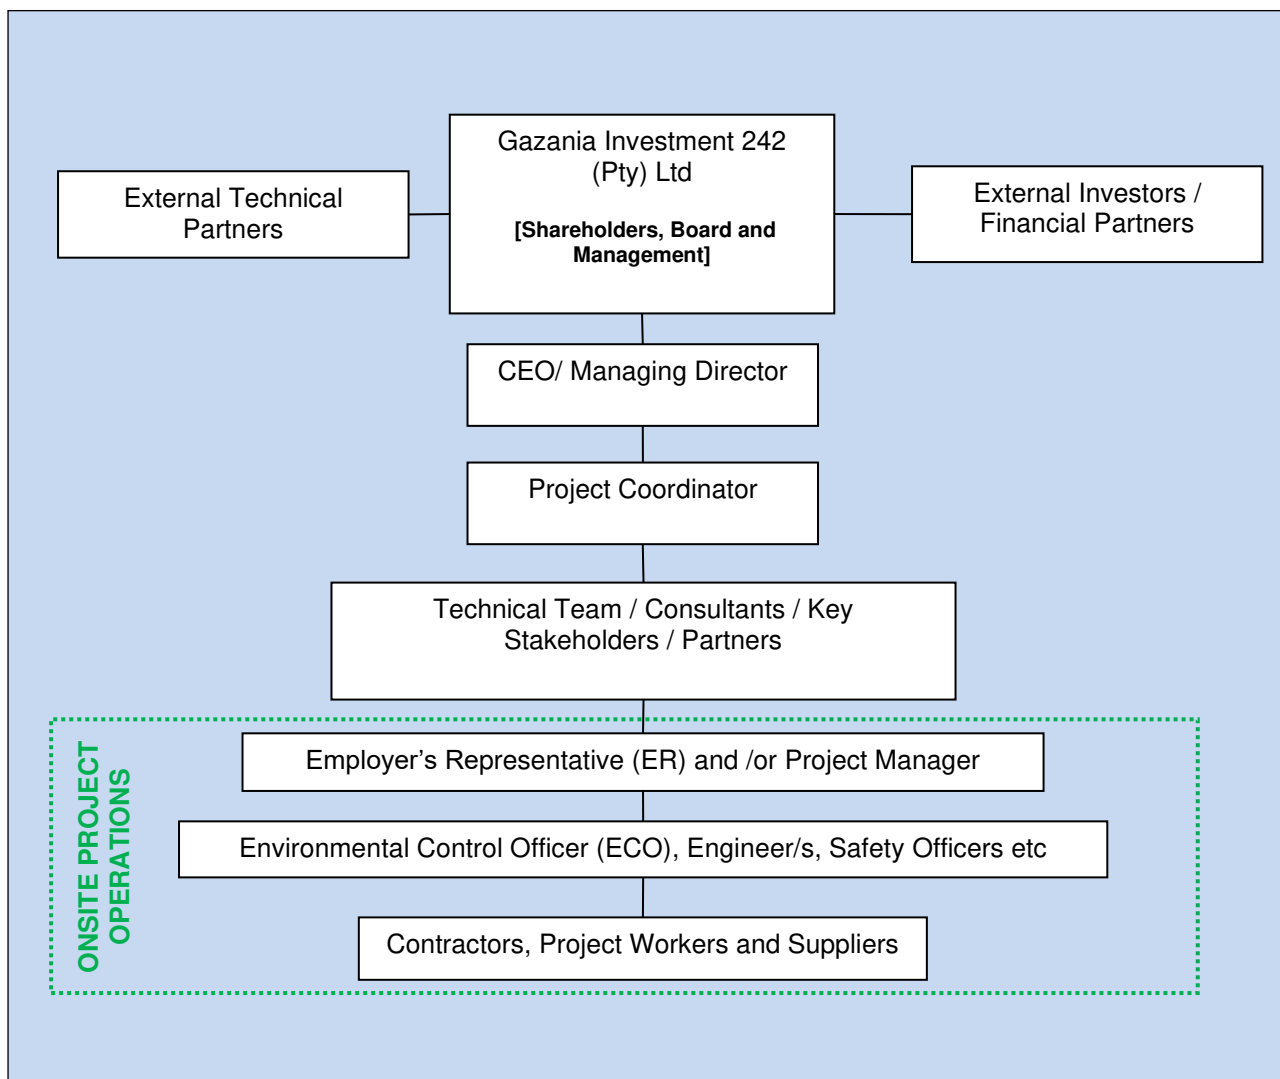 Gazania Investment 242
(Pty) Ltd
[Shareholders, Board and
Management]
External Technical
Partners
External Investors /
Financial Partners
CEO/ Managing Director
Project Coordinator
Technical Team / Consultants / Key
Stakeholders / Partners
ONSITE PROJECT
OPERATIONS
Employer’s Representative (ER) and /or Project Manager
Environmental Control Officer (ECO), Engineer/s, Safety Officers etc
Contractors, Project Workers and Suppliers